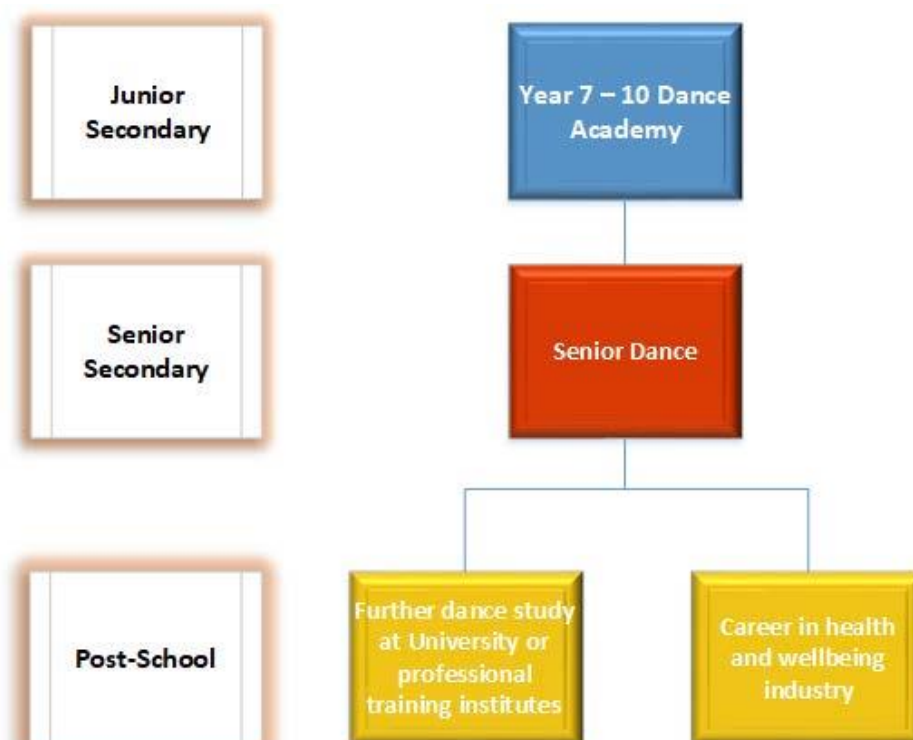 Junior
Secondary
Year 7 – 10 Dance
Academy
Senior
Secondary
Senior Dance
Post-School
Further dance study
at University or
professional
training institutes
Career in health
and wellbeing
industry